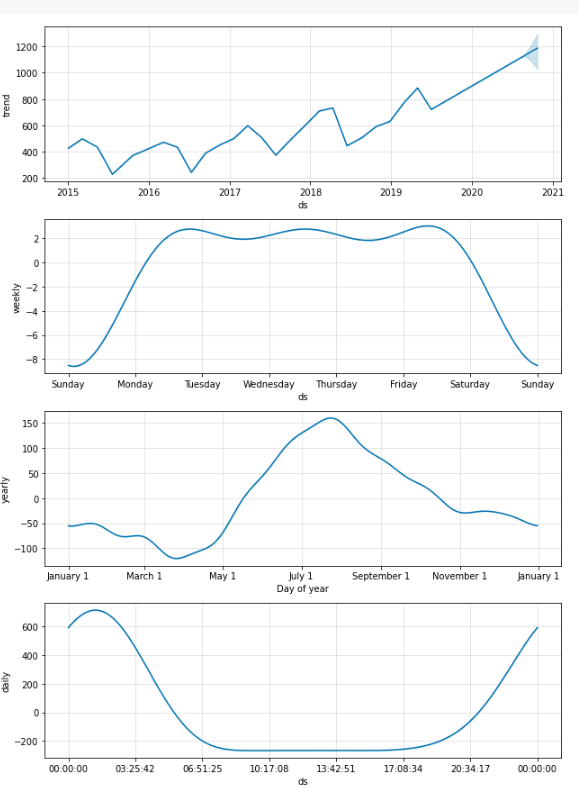 1200
1000
800
600
400
200
trend
2015 2016 2017 2018 2019 2020 2021
ds
2
0
−2
−4
−6
−8
weekly
Sunday Monday Tuesday Wednesday Thursday Friday Saturday Sunday
ds
150
100
50
0
−50
−100
yearly
January 1 March 1 May 1 July 1 September 1 November 1 January 1
Day of year
600
400
200
0
−200
daily
00:00:00 03:25:42 06:51:25 10:17:08 13:42:51 17:08:34 20:34:17 00:00:00
ds